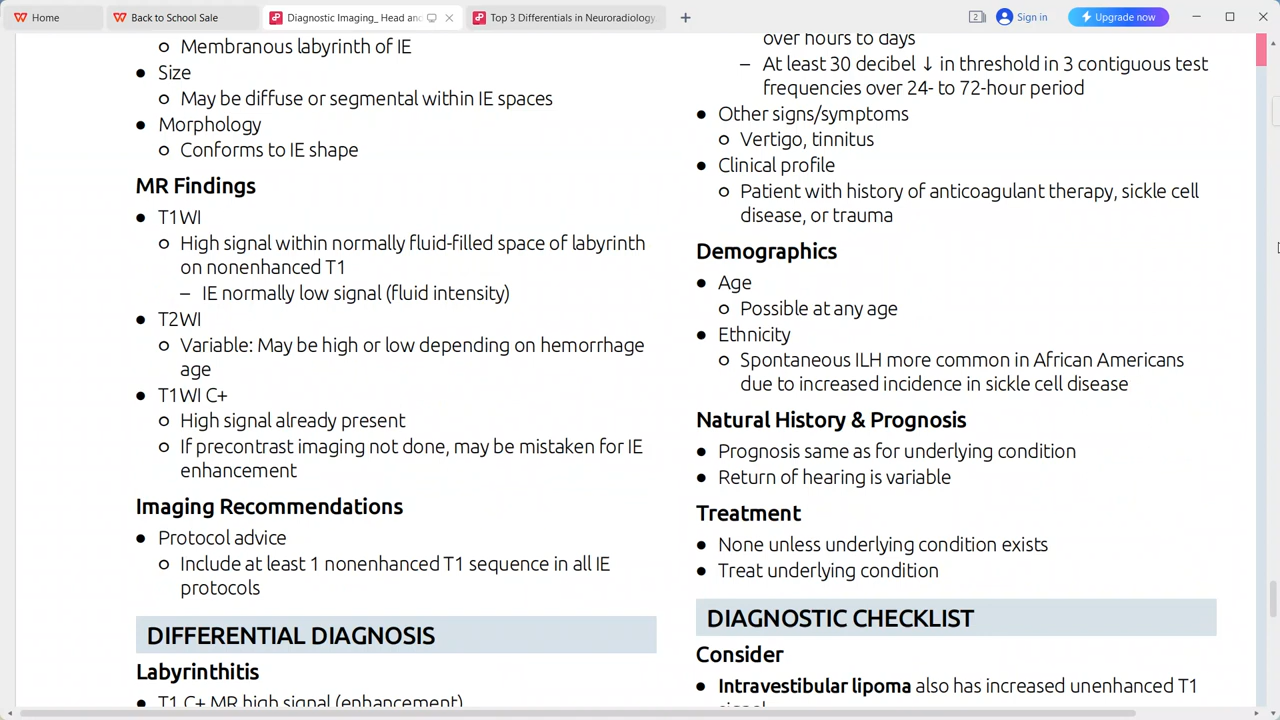 Home
Back to School Sale
Diagnostic Imaging_ Head and
Top 3 Differentials in Neuroradiology
2
Sign in
Upgrade now
○ Membranous labyrinth of IE
● Size
○ May be diffuse or segmental within IE spaces
● Morphology
○ Conforms to IE shape
MR Findings
● T1WI
○ High signal within normally fluid-filled space of labyrinth
on nonenhanced T1
– IE normally low signal (fluid intensity)
● T2WI
○ Variable: May be high or low depending on hemorrhage
age
● T1WI C+
○ High signal already present
○ If precontrast imaging not done, may be mistaken for IE
enhancement
Imaging Recommendations
● Protocol advice
○ Include at least 1 nonenhanced T1 sequence in all IE
protocols
DIFFERENTIAL DIAGNOSIS
Labyrinthitis
● T1 C+ MR high signal (enhancement)
over hours to days
– At least 30 decibel ↓ in threshold in 3 contiguous test
frequencies over 24- to 72-hour period
● Other signs/symptoms
○ Vertigo, tinnitus
● Clinical profile
○ Patient with history of anticoagulant therapy, sickle cell
disease, or trauma
Demographics
● Age
○ Possible at any age
● Ethnicity
○ Spontaneous ILH more common in African Americans
due to increased incidence in sickle cell disease
Natural History & Prognosis
● Prognosis same as for underlying condition
● Return of hearing is variable
Treatment
● None unless underlying condition exists
● Treat underlying condition
DIAGNOSTIC CHECKLIST
Consider
● Intravestibular lipoma also has increased unenhanced T1